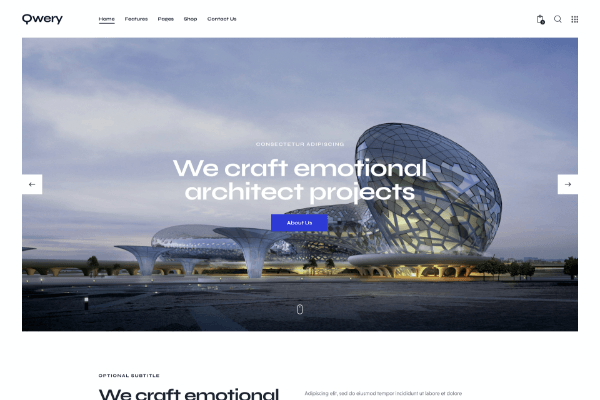 Qwery
Home Features Pages Shop Contact Us
CONSECTETUR ADIPISICING
We craft emotional
architect projects
About Us
OPTIONAL SUBTITLE
We craft emotional
Adipiscing elit, sed do eiusmod tempor incididunt ut labore et dolore